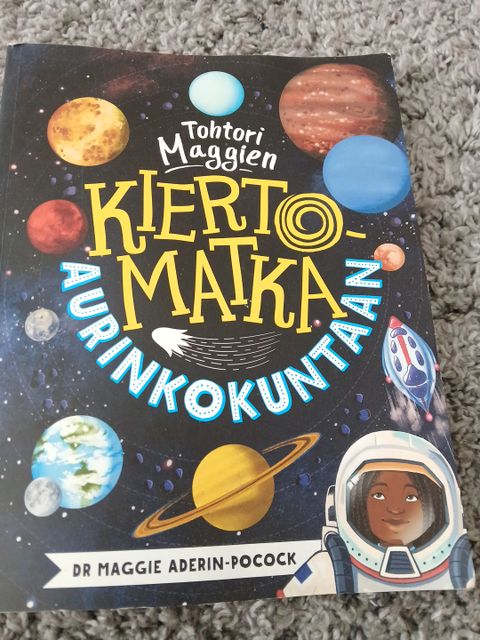 Tohtori
Maggien
KIERTO-
MATKA
AURINKOKUNTAAN
DR MAGGIE ADERIN-POCOCK